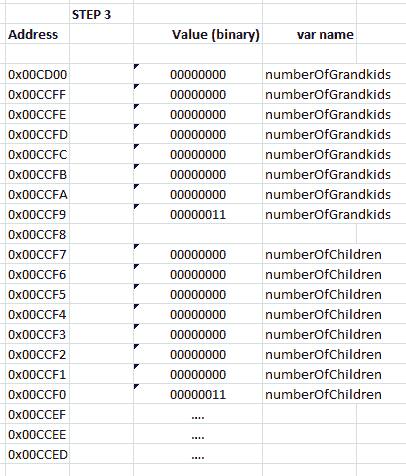 STEP 3
Address Value (binary) var name
0x00CD00 00000000 numberOfGrandkids
0x00CCFF 00000000 numberOfGrandkids
0x00CCFE 00000000 numberOfGrandkids
0x00CCFD 00000000 numberOfGrandkids
0x00CCFC 00000000 numberOfGrandkids
0x00CCFB 00000000 numberOfGrandkids
0x00CCFA 00000000 numberOfGrandkids
0x00CCF9 00000011 numberOfGrandkids
0x00CCF8
0x00CCF7 00000000 numberOfChildren
0x00CCF6 00000000 numberOfChildren
0x00CCF5 00000000 numberOfChildren
0x00CCF4 00000000 numberOfChildren
0x00CCF3 00000000 numberOfChildren
0x00CCF2 00000000 numberOfChildren
0x00CCF1 00000000 numberOfChildren
0x00CCF0 00000011 numberOfChildren
0x00CCEF ....
0x00CCEE ....
0x00CCED ....